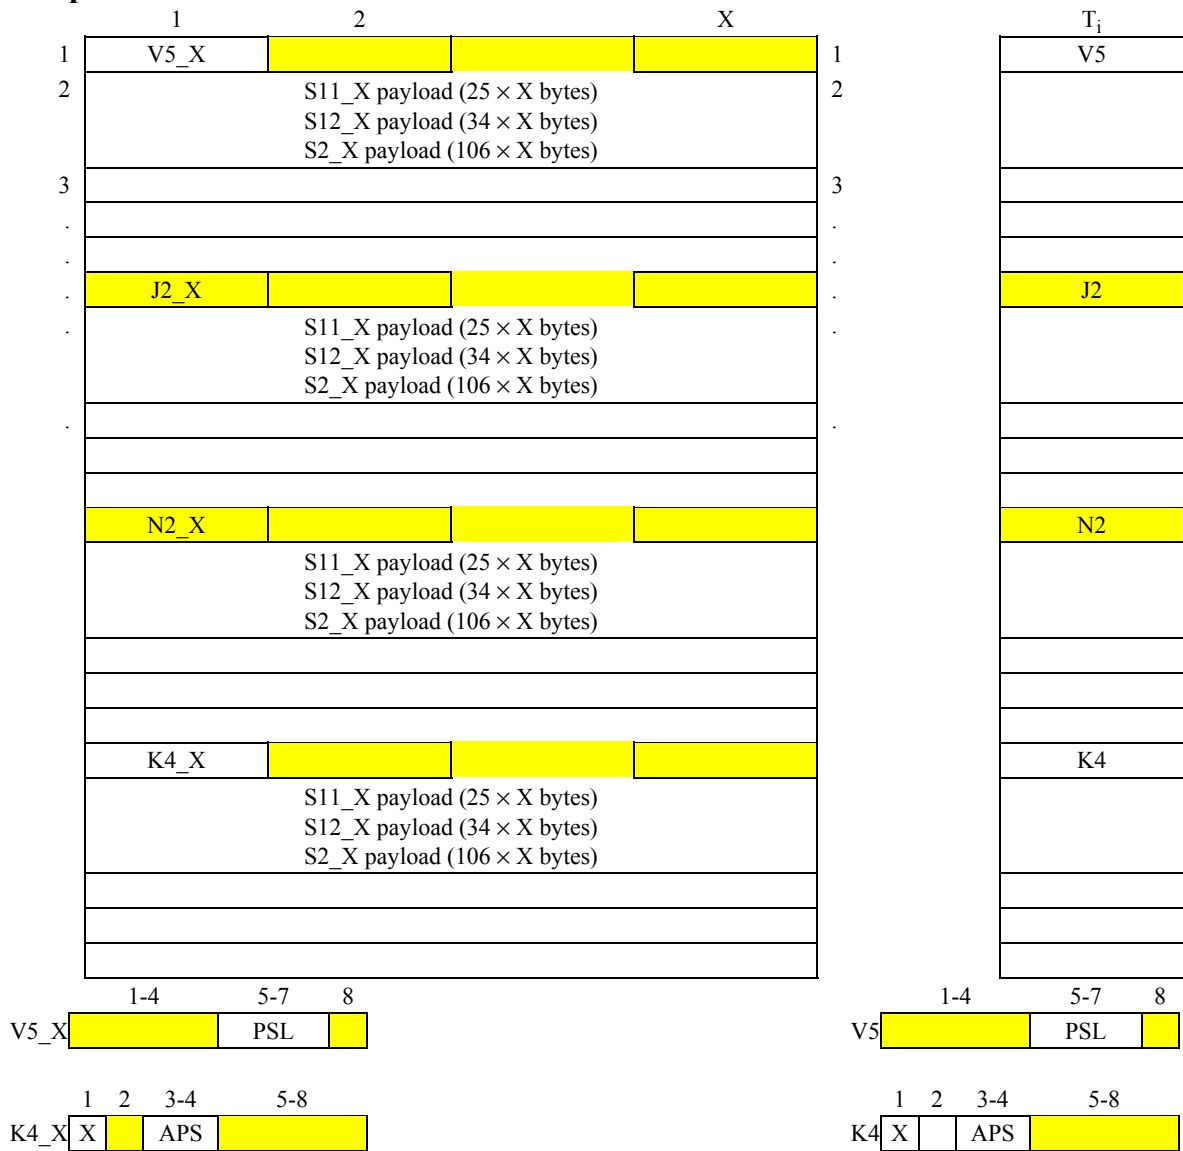 1 2 X T_i
1 V5_X 1 V5
2 S11_X payload (25 × X bytes) 2
S12_X payload (34 × X bytes)
S2_X payload (106 × X bytes)
3 3
. .
. .
. J2_X . J2
. S11_X payload (25 × X bytes) .
S12_X payload (34 × X bytes)
S2_X payload (106 × X bytes)
. .
N2_X N2
S11_X payload (25 × X bytes)
S12_X payload (34 × X bytes)
S2_X payload (106 × X bytes)
K4_X K4
S11_X payload (25 × X bytes)
S12_X payload (34 × X bytes)
S2_X payload (106 × X bytes)
1-4 5-7 8 1-4 5-7 8
V5_X PSL V5 PSL
1 2 3-4 5-8 1 2 3-4 5-8
K4_X X APS K4 X APS